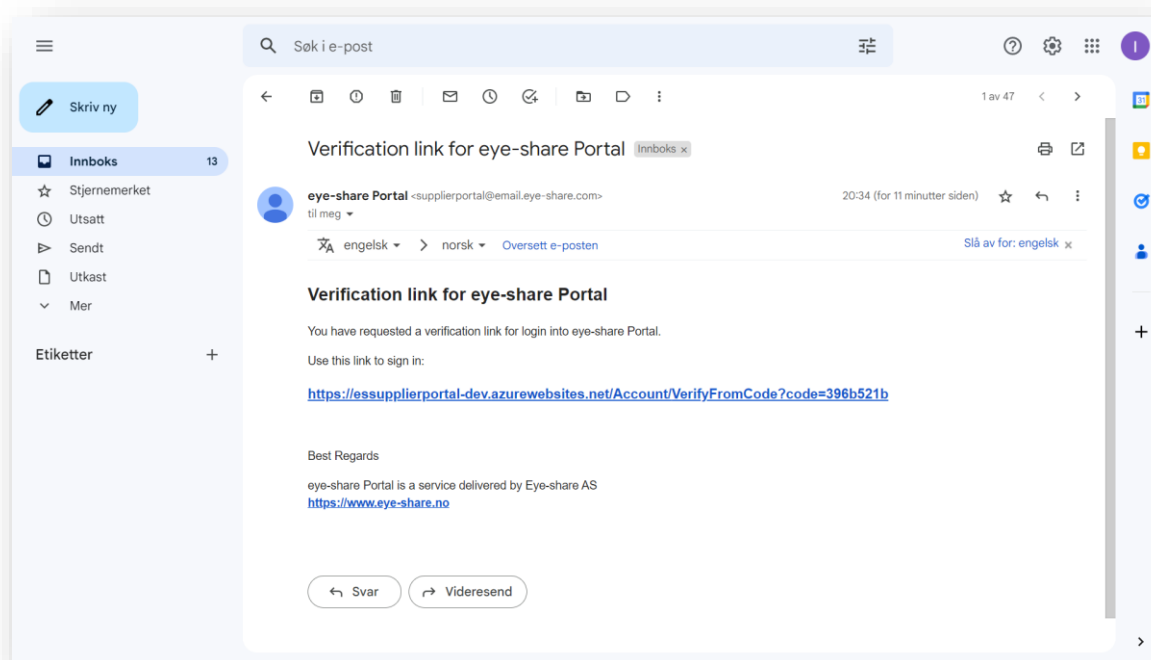 Søk i e-post
Skriv ny
Innboks 13
Stjernemerket
Utsatt
Sendt
Utkast
Mer
Etiketter
1 av 47
Verification link for eye-share Portal Innboks ×
eye-share Portal <supplierportal@email.eye-share.com> 20:34 (for 11 minutter siden)
til meg
engelsk > norsk Oversett e-posten Slå av for: engelsk ×
Verification link for eye-share Portal
You have requested a verification link for login into eye-share Portal.
Use this link to sign in:
https://essupplierportal-dev.azurewebsites.net/Account/VerifyFromCode?code=396b521b
Best Regards
eye-share Portal is a service delivered by Eye-share AS
https://www.eye-share.no
Svar Videresend
I
31